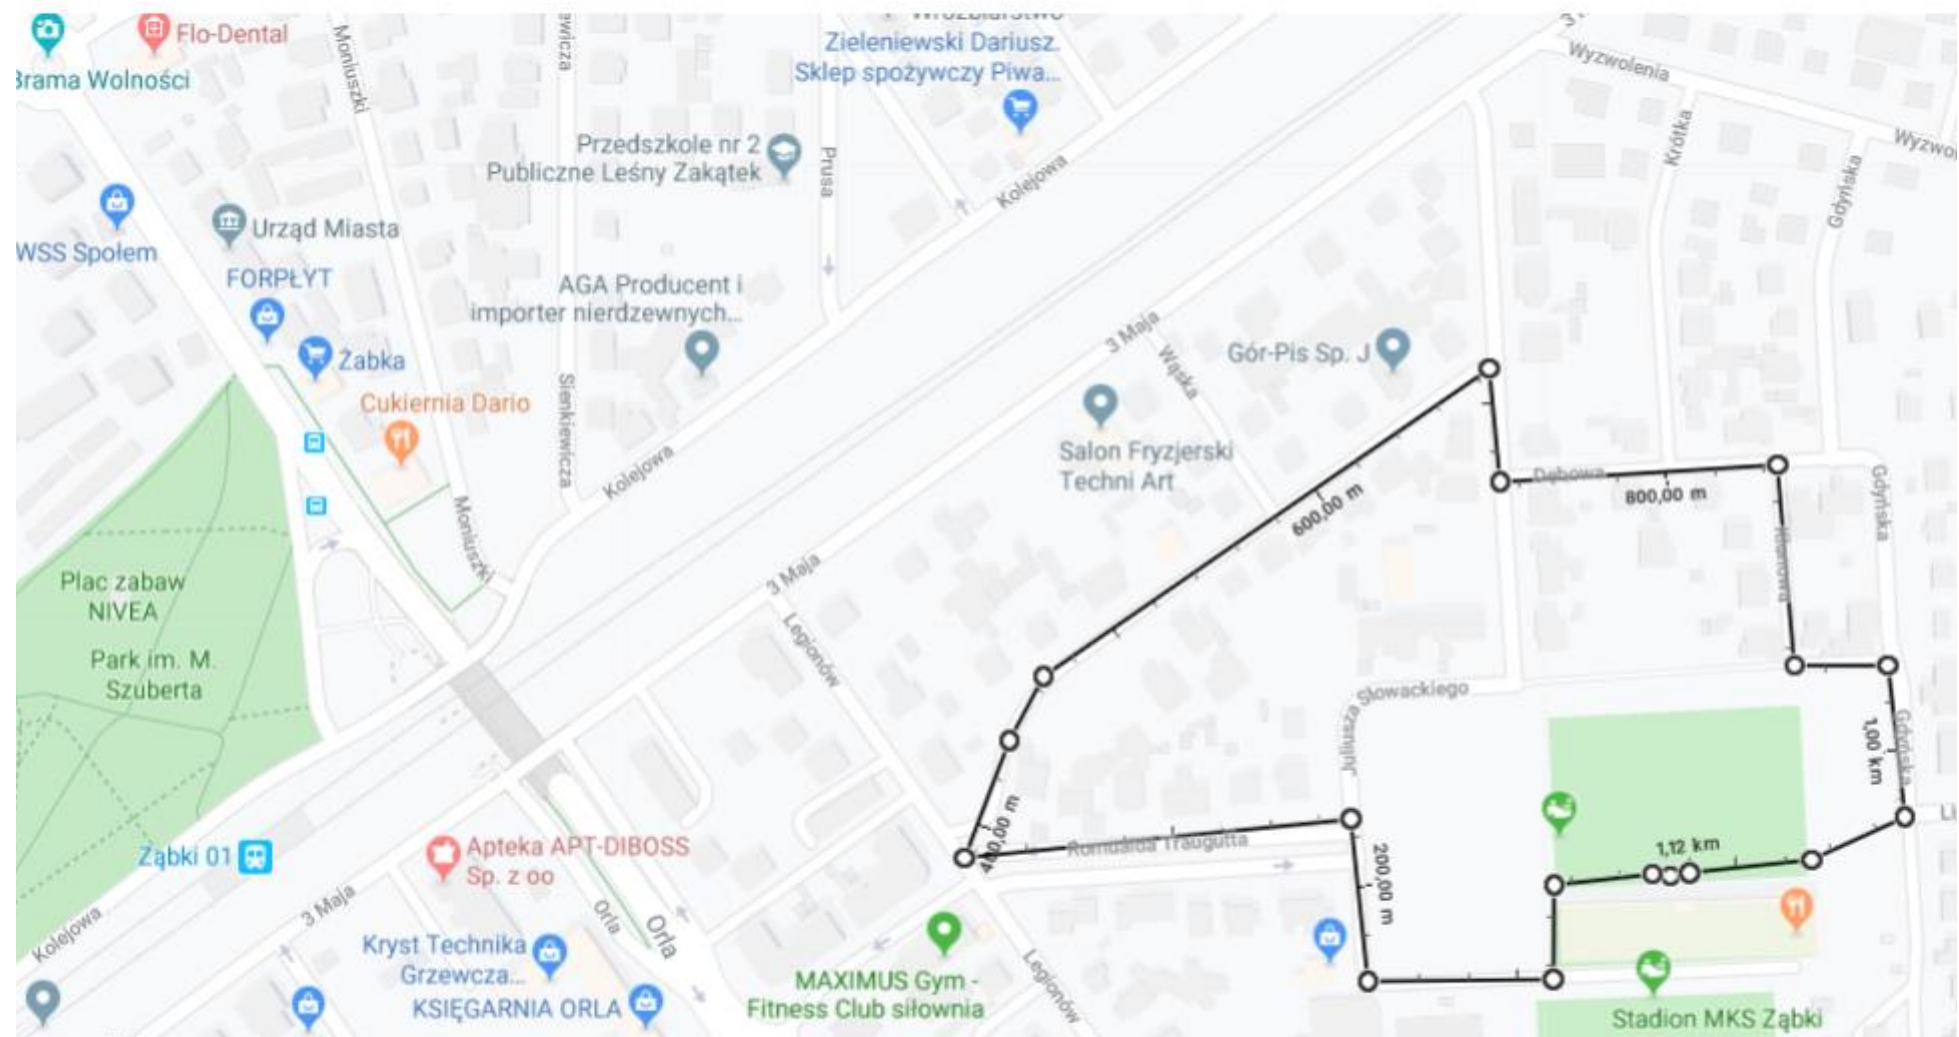 Flo-Dental
Brama Wolności
Moniuszki
Zieleniewski Dariusz.
Sklep spożywczy Piwa...
Wyzwolenia
Krótka
Gdyńska
Przedszkole nr 2
Publiczne Leśny Zakątek
Prusa
Kolejowa
WSS Społem
Urząd Miasta
FORPŁYT
Żabka
Cukiernia Dario
AGA Producent i
importer nierdzewnych...
Sienkiewicza
Kolejowa
3 Maja
Wąska
Gór-Pis Sp. J
Salon Fryzjerski
Techni Art
600,00 m
Dębowa
800,00 m
Gdyńska
Moniuszki
Plac zabaw
NIVEA
Park im. M.
Szuberta
3 Maja
Legionów
Juliusza Słowackiego
1,00 km
Gdyńska
400,00 m
Romualda Traugutta
200,00 m
1,12 km
Ząbki 01
Apteka APT-DIBOSS
Sp. z oo
3 Maja
Kolejowa
Orla
Orla
Kryst Technika
Grzewcza...
KSIĘGARNIA ORLA
MAXIMUS Gym -
Fitness Club siłownia
Legionów
Stadion MKS Ząbki